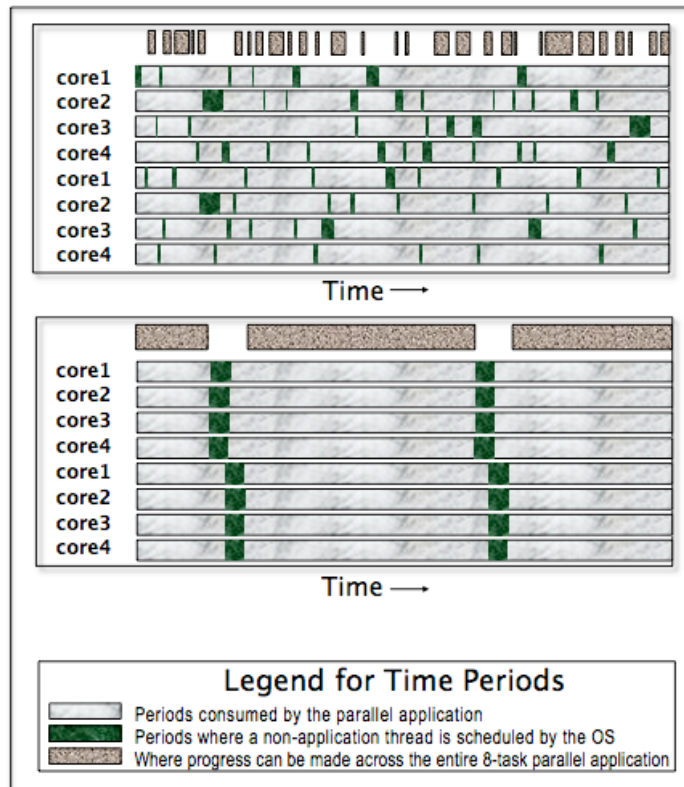 core1
core2
core3
core4
core1
core2
core3
core4
Time
core1
core2
core3
core4
core1
core2
core3
core4
Time
Legend for Time Periods
Periods consumed by the parallel application
Periods where a non-application thread is scheduled by the OS
Where progress can be made across the entire 8-task parallel application